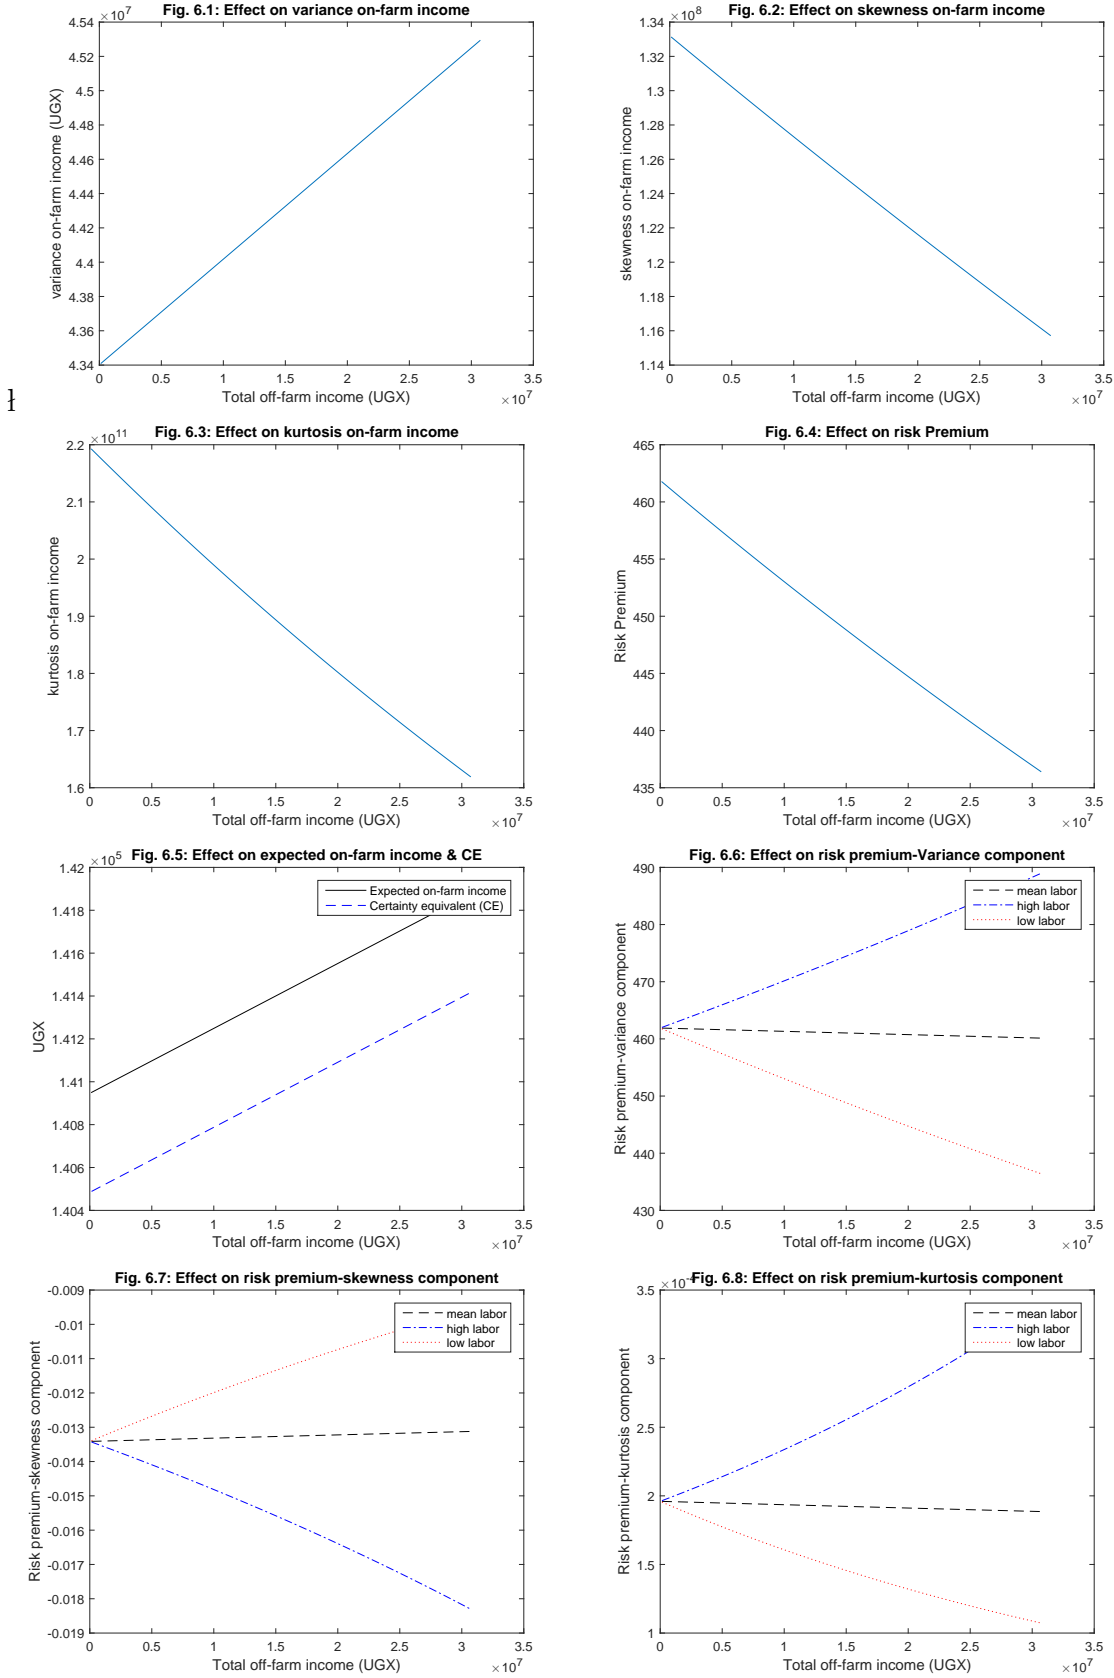 Fig. 6.1: Effect on variance on-farm income
×10^7
4.54
4.52
4.5
4.48
4.46
4.44
4.42
4.4
4.38
4.36
4.34
variance on-farm income (UGX)
0 0.5 1 1.5 2 2.5 3 3.5
Total off-farm income (UGX)
×10^7
Fig. 6.2: Effect on skewness on-farm income
×10^8
1.34
1.32
1.3
1.28
1.26
1.24
1.22
1.2
1.18
1.16
1.14
skewness on-farm income
0 0.5 1 1.5 2 2.5 3 3.5
Total off-farm income (UGX)
×10^7
ł
Fig. 6.3: Effect on kurtosis on-farm income
×10^11
2.2
2.1
2
1.9
1.8
1.7
1.6
kurtosis on-farm income
0 0.5 1 1.5 2 2.5 3 3.5
Total off-farm income (UGX)
×10^7
Fig. 6.4: Effect on risk Premium
465
460
455
450
445
440
435
Risk Premium
0 0.5 1 1.5 2 2.5 3 3.5
Total off-farm income (UGX)
×10^7
Fig. 6.5: Effect on expected on-farm income & CE
×10^5
1.42
1.418
1.416
1.414
1.412
1.41
1.408
1.406
1.404
UGX
Expected on-farm income
Certainty equivalent (CE)
0 0.5 1 1.5 2 2.5 3 3.5
Total off-farm income (UGX)
×10^7
Fig. 6.6: Effect on risk premium-Variance component
490
480
470
460
450
440
430
Risk premium-variance component
mean labor
high labor
low labor
0 0.5 1 1.5 2 2.5 3 3.5
Total off-farm income (UGX)
×10^7
Fig. 6.7: Effect on risk premium-skewness component
-0.009
-0.01
-0.011
-0.012
-0.013
-0.014
-0.015
-0.016
-0.017
-0.018
-0.019
Risk premium-skewness component
mean labor
high labor
low labor
0 0.5 1 1.5 2 2.5 3 3.5
Total off-farm income (UGX)
×10^7
Fig. 6.8: Effect on risk premium-kurtosis component
3.5
3
2.5
2
1.5
1
Risk premium-kurtosis component
mean labor
high labor
low labor
0 0.5 1 1.5 2 2.5 3 3.5
Total off-farm income (UGX)
×10^7